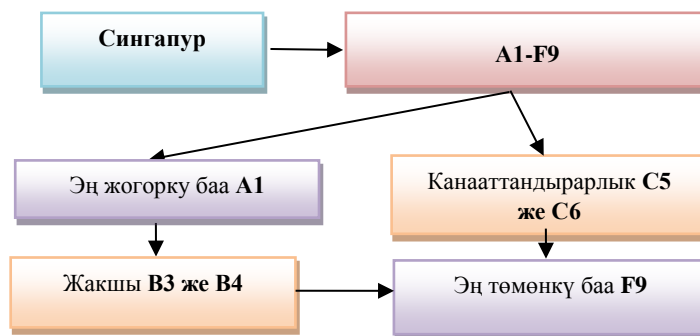 Сингапур
A1-F9
Эң жогорку баа A1
Канааттандырарлык C5
же C6
Жакшы B3 же B4
Эң төмөнкү баа F9